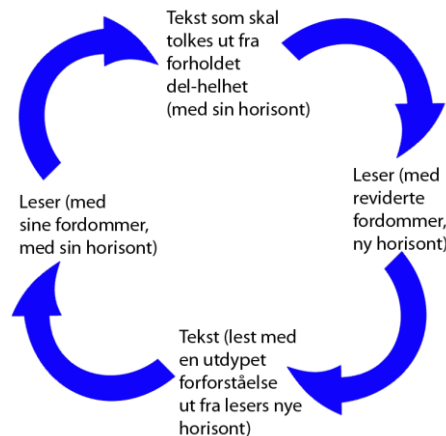 Tekst som skal
tolkes ut fra
forholdet
del-helhet
(med sin horisont)
Leser (med
reviderte
fordommer,
ny horisont)
Tekst (lest med
en utdypet
forforståelse
ut fra lesers nye
horisont)
Leser (med
sine fordommer,
med sin horisont)